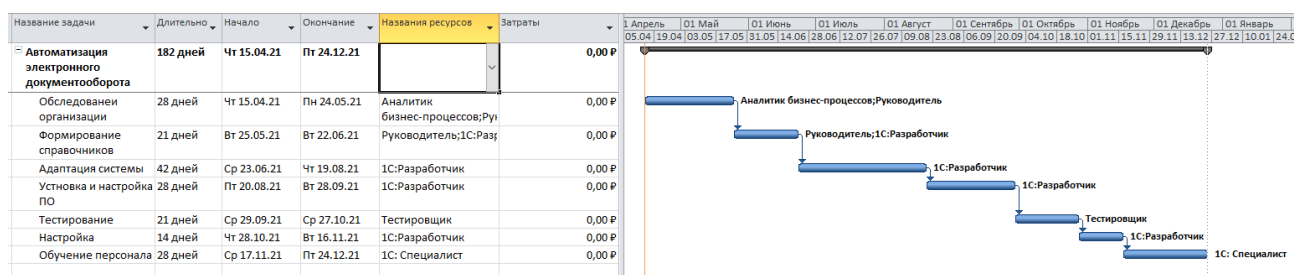 Название задачи Длительно Начало Окончание Названия ресурсов Затраты
Автоматизация 182 дней Чт 15.04.21 Пт 24.12.21 0,00 ₽
электронного
документооборота
Обследованеи 28 дней Чт 15.04.21 Пн 24.05.21 Аналитик 0,00 ₽
организации бизнес-процессов;Рун
Формирование 21 дней Вт 25.05.21 Вт 22.06.21 Руководитель;1С:Разр 0,00 ₽
справочников
Адаптация системы 42 дней Ср 23.06.21 Чт 19.08.21 1С:Разработчик 0,00 ₽
Устновка и настройка 28 дней Пт 20.08.21 Вт 28.09.21 1С:Разработчик 0,00 ₽
ПО
Тестирование 21 дней Ср 29.09.21 Ср 27.10.21 Тестировщик 0,00 ₽
Настройка 14 дней Чт 28.10.21 Вт 16.11.21 1С:Разработчик 0,00 ₽
Обучение персонала 28 дней Ср 17.11.21 Пт 24.12.21 1С: Специалист 0,00 ₽
1 Апрель 01 Май 01 Июнь 01 Июль 01 Август 01 Сентябрь 01 Октябрь 01 Ноябрь 01 Декабрь 01 Январь
05.04 19.04 03.05 17.05 31.05 14.06 28.06 12.07 26.07 09.08 23.08 06.09 20.09 04.10 18.10 01.11 15.11 29.11 13.12 27.12 10.01 24.0
Аналитик бизнес-процессов;Руководитель
Руководитель;1С:Разработчик
1С:Разработчик
1С:Разработчик
Тестировщик
1С:Разработчик
1С: Специалист